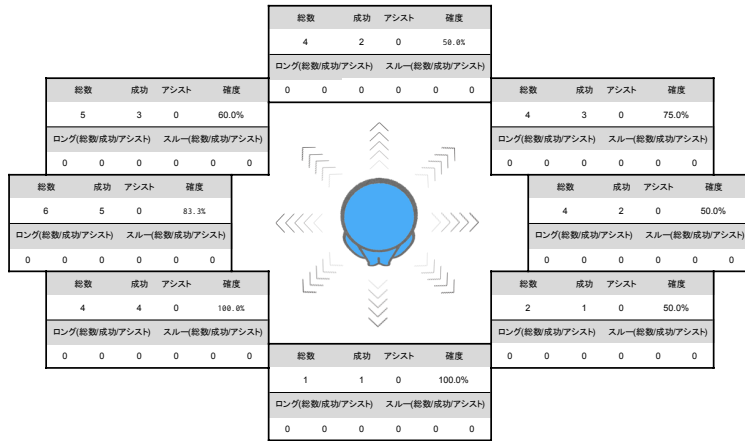 総数 成功 アシスト 確度
4 2 0 50.0%
ロング(総数/成功/アシスト) スルー(総数/成功/アシスト)
0 0 0 0 0 0
総数 成功 アシスト 確度
5 3 0 60.0%
ロング(総数/成功/アシスト) スルー(総数/成功/アシスト)
0 0 0 0 0 0
総数 成功 アシスト 確度
4 3 0 75.0%
ロング(総数/成功/アシスト) スルー(総数/成功/アシスト)
0 0 0 0 0 0
総数 成功 アシスト 確度
6 5 0 83.3%
ロング(総数/成功/アシスト) スルー(総数/成功/アシスト)
0 0 0 0 0 0
総数 成功 アシスト 確度
4 2 0 50.0%
ロング(総数/成功/アシスト) スルー(総数/成功/アシスト)
0 0 0 0 0 0
総数 成功 アシスト 確度
4 4 0 100.0%
ロング(総数/成功/アシスト) スルー(総数/成功/アシスト)
0 0 0 0 0 0
総数 成功 アシスト 確度
2 1 0 50.0%
ロング(総数/成功/アシスト) スルー(総数/成功/アシスト)
0 0 0 0 0 0
総数 成功 アシスト 確度
1 1 0 100.0%
ロング(総数/成功/アシスト) スルー(総数/成功/アシスト)
0 0 0 0 0 0